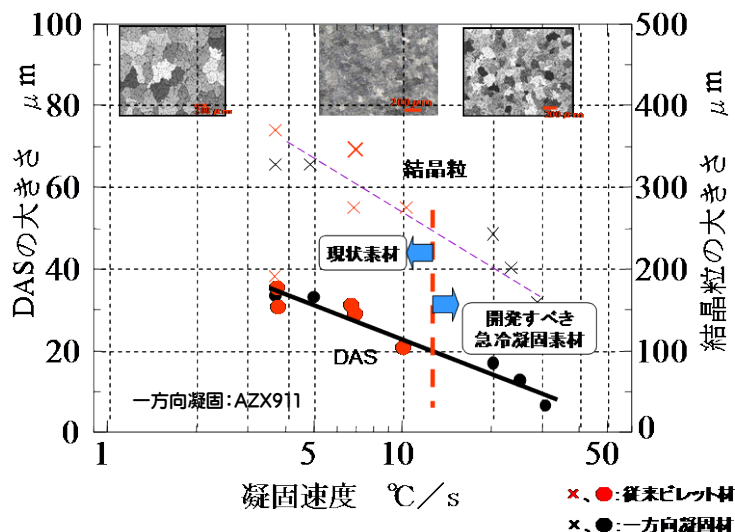 100
80
60
40
20
0
DASの大きさ μm
500
400
300
200
100
0
結晶粒の大きさ μm
200μm
結晶粒
現状素材
開発すべき
急冷凝固素材
DAS
一方向凝固:AZX911
1 5 10 50
凝固速度 ℃/s
×、●:従来ビレット材
×、●:一方向凝固材